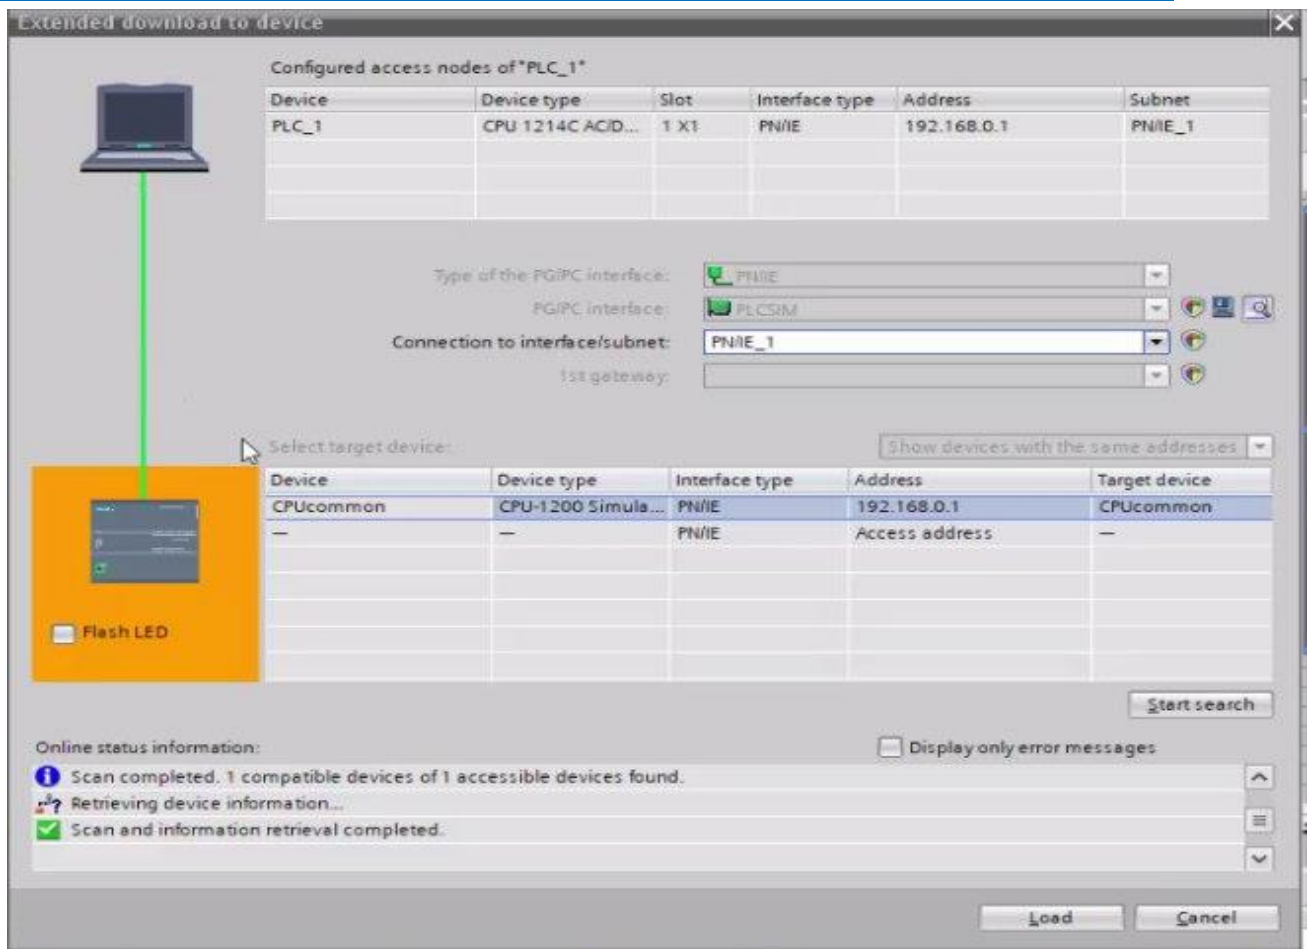 Extended download to device
Configured access nodes of "PLC_1"
Device Device type Slot Interface type Address Subnet
PLC_1 CPU 1214C AC/D... 1 X1 PN/IE 192.168.0.1 PN/IE_1
Type of the PG/PC interface: PN/IE
PG/PC interface: PLCSIM
Connection to interface/subnet: PN/IE_1
1st gateway:
Select target device: Show devices with the same addresses
Device Device type Interface type Address Target device
CPUcommon CPU-1200 Simula... PN/IE 192.168.0.1 CPUcommon
— — PN/IE Access address —
Flash LED
Start search
Online status information: Display only error messages
Scan completed. 1 compatible devices of 1 accessible devices found.
Retrieving device information...
Scan and information retrieval completed.
Load Cancel